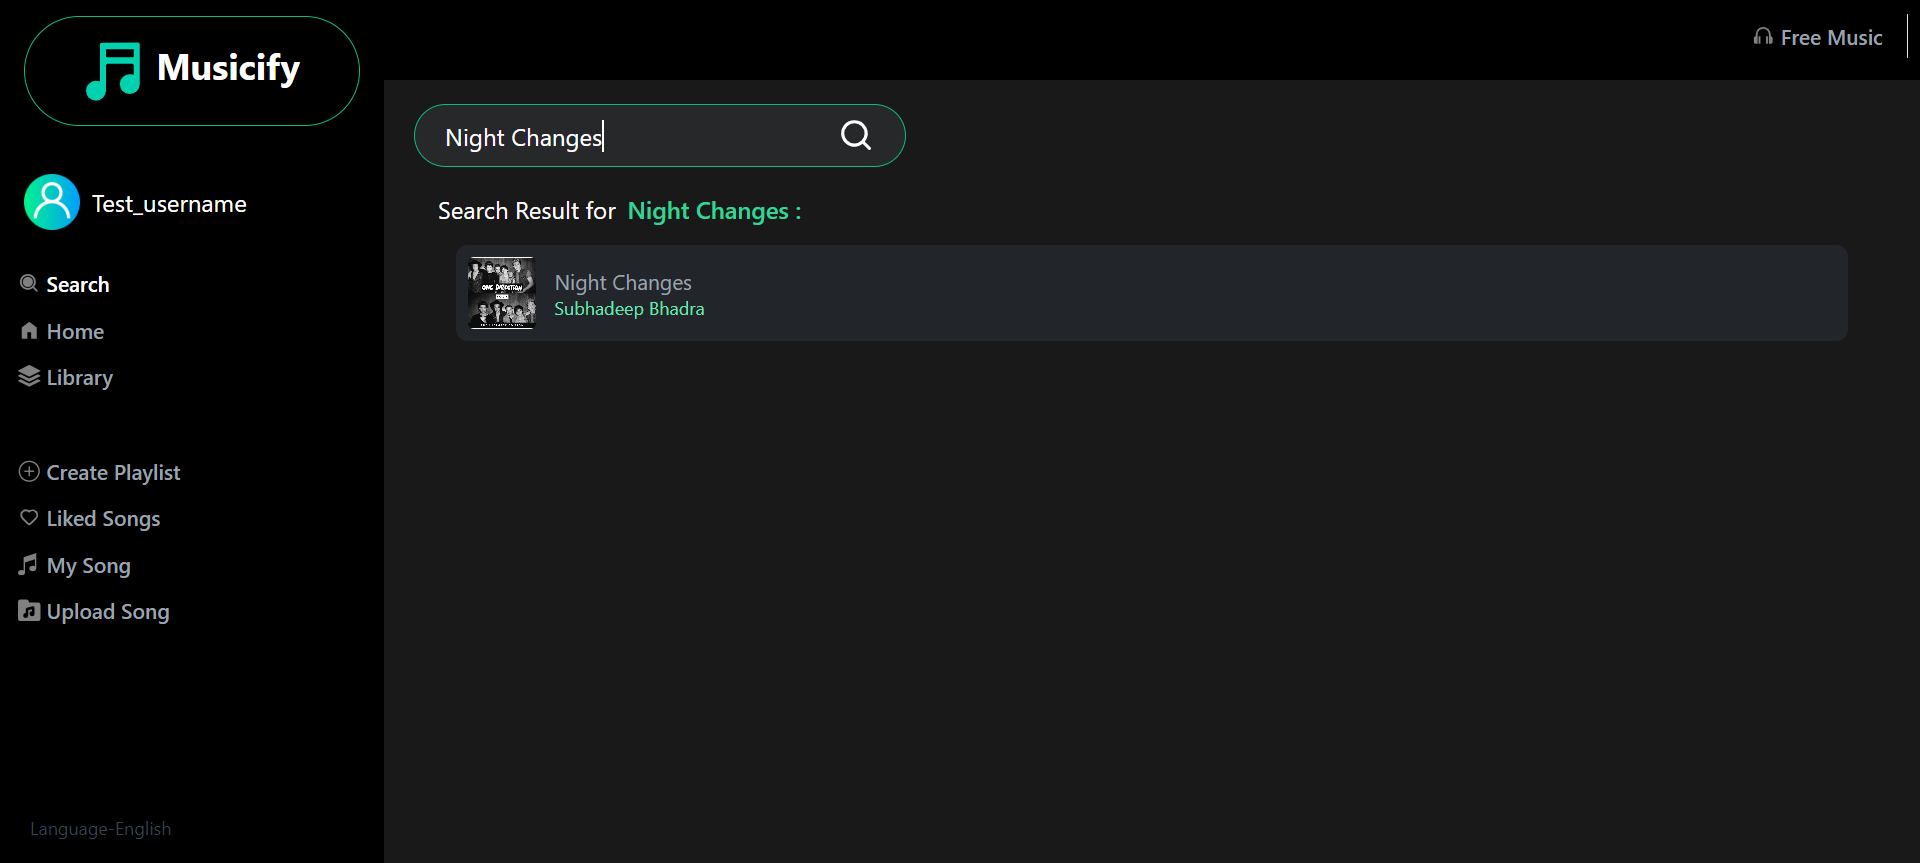 Musicify
Free Music
Night Changes
Test_username
Search Result for Night Changes :
Search
Home
Library
Night Changes
Subhadeep Bhadra
ONE DIRECTION
Create Playlist
Liked Songs
My Song
Upload Song
Language-English